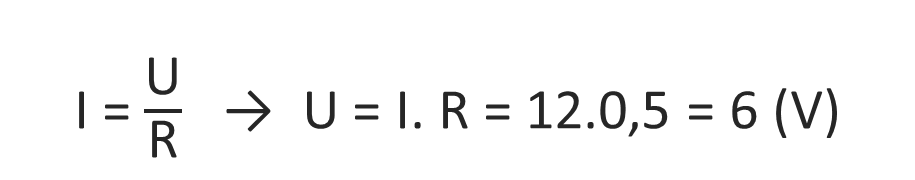 I = U/R → U = I. R = 12.0,5 = 6 (V)